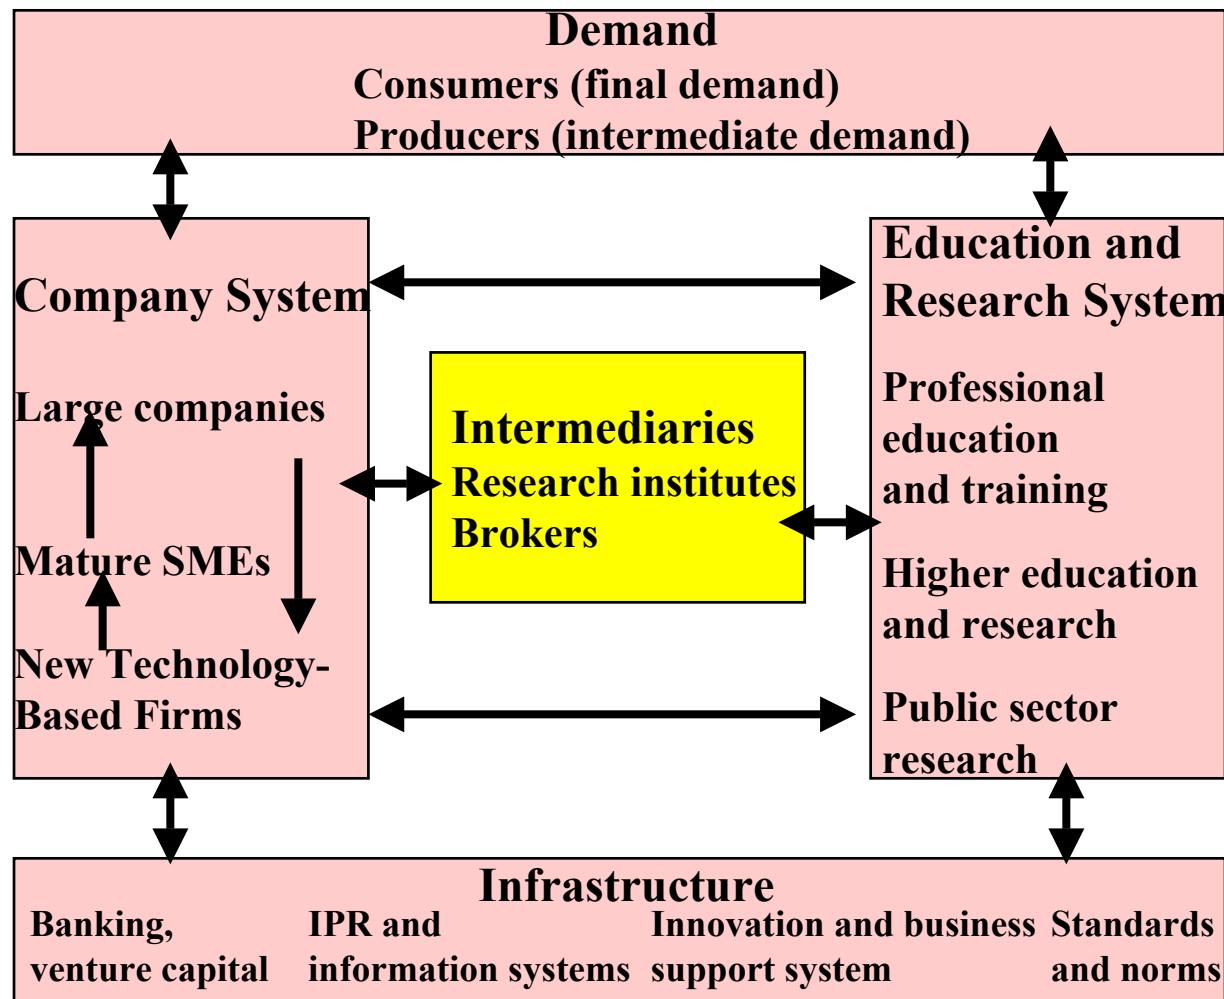 Demand
Consumers (final demand)
Producers (intermediate demand)
Company System
Large companies
Mature SMEs
New Technology-
Based Firms
Intermediaries
Research institutes
Brokers
Education and
Research System
Professional
education
and training
Higher education
and research
Public sector
research
Infrastructure
Banking,
venture capital
IPR and
information systems
Innovation and business
support system
Standards
and norms